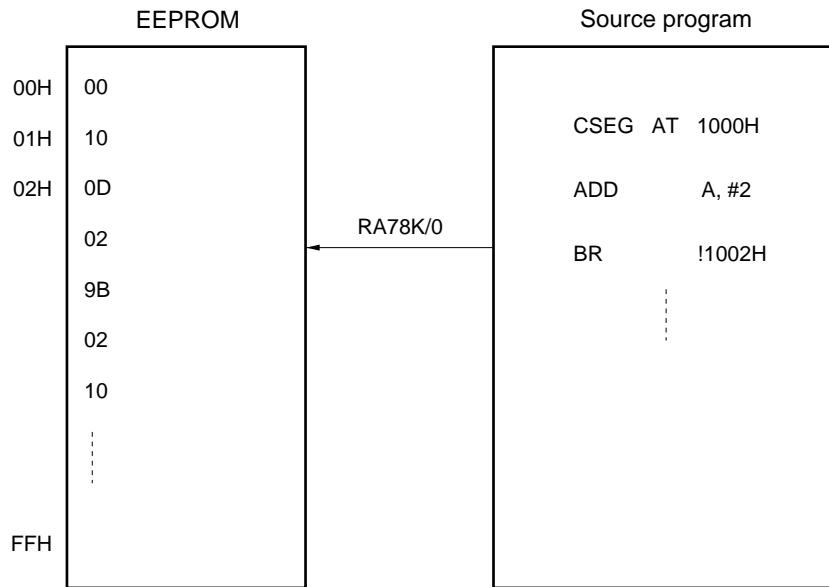 EEPROM
Source program
00H 00
01H 10
02H 0D
02
9B
02
10
FFH
RA78K/0
CSEG AT 1000H
ADD A, #2
BR !1002H